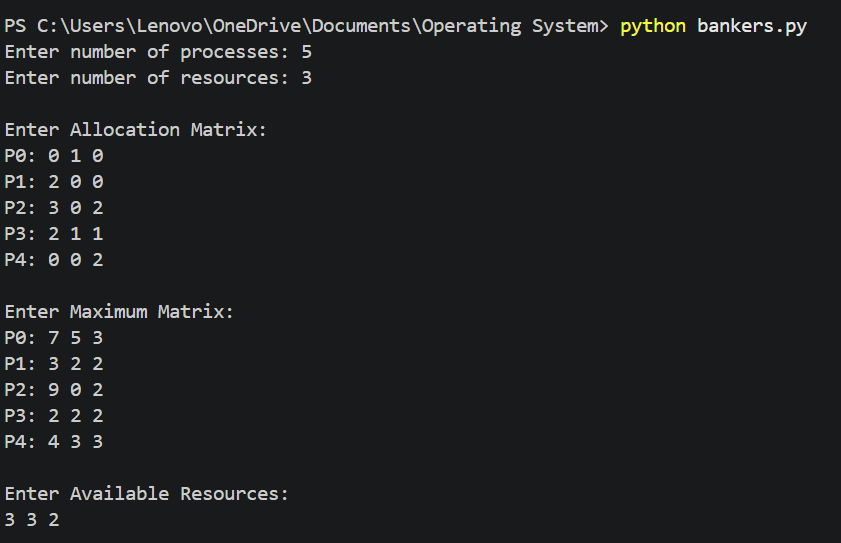 PS C:\Users\Lenovo\OneDrive\Documents\Operating System> python bankers.py
Enter number of processes: 5
Enter number of resources: 3
Enter Allocation Matrix:
P0: 0 1 0
P1: 2 0 0
P2: 3 0 2
P3: 2 1 1
P4: 0 0 2
Enter Maximum Matrix:
P0: 7 5 3
P1: 3 2 2
P2: 9 0 2
P3: 2 2 2
P4: 4 3 3
Enter Available Resources:
3 3 2